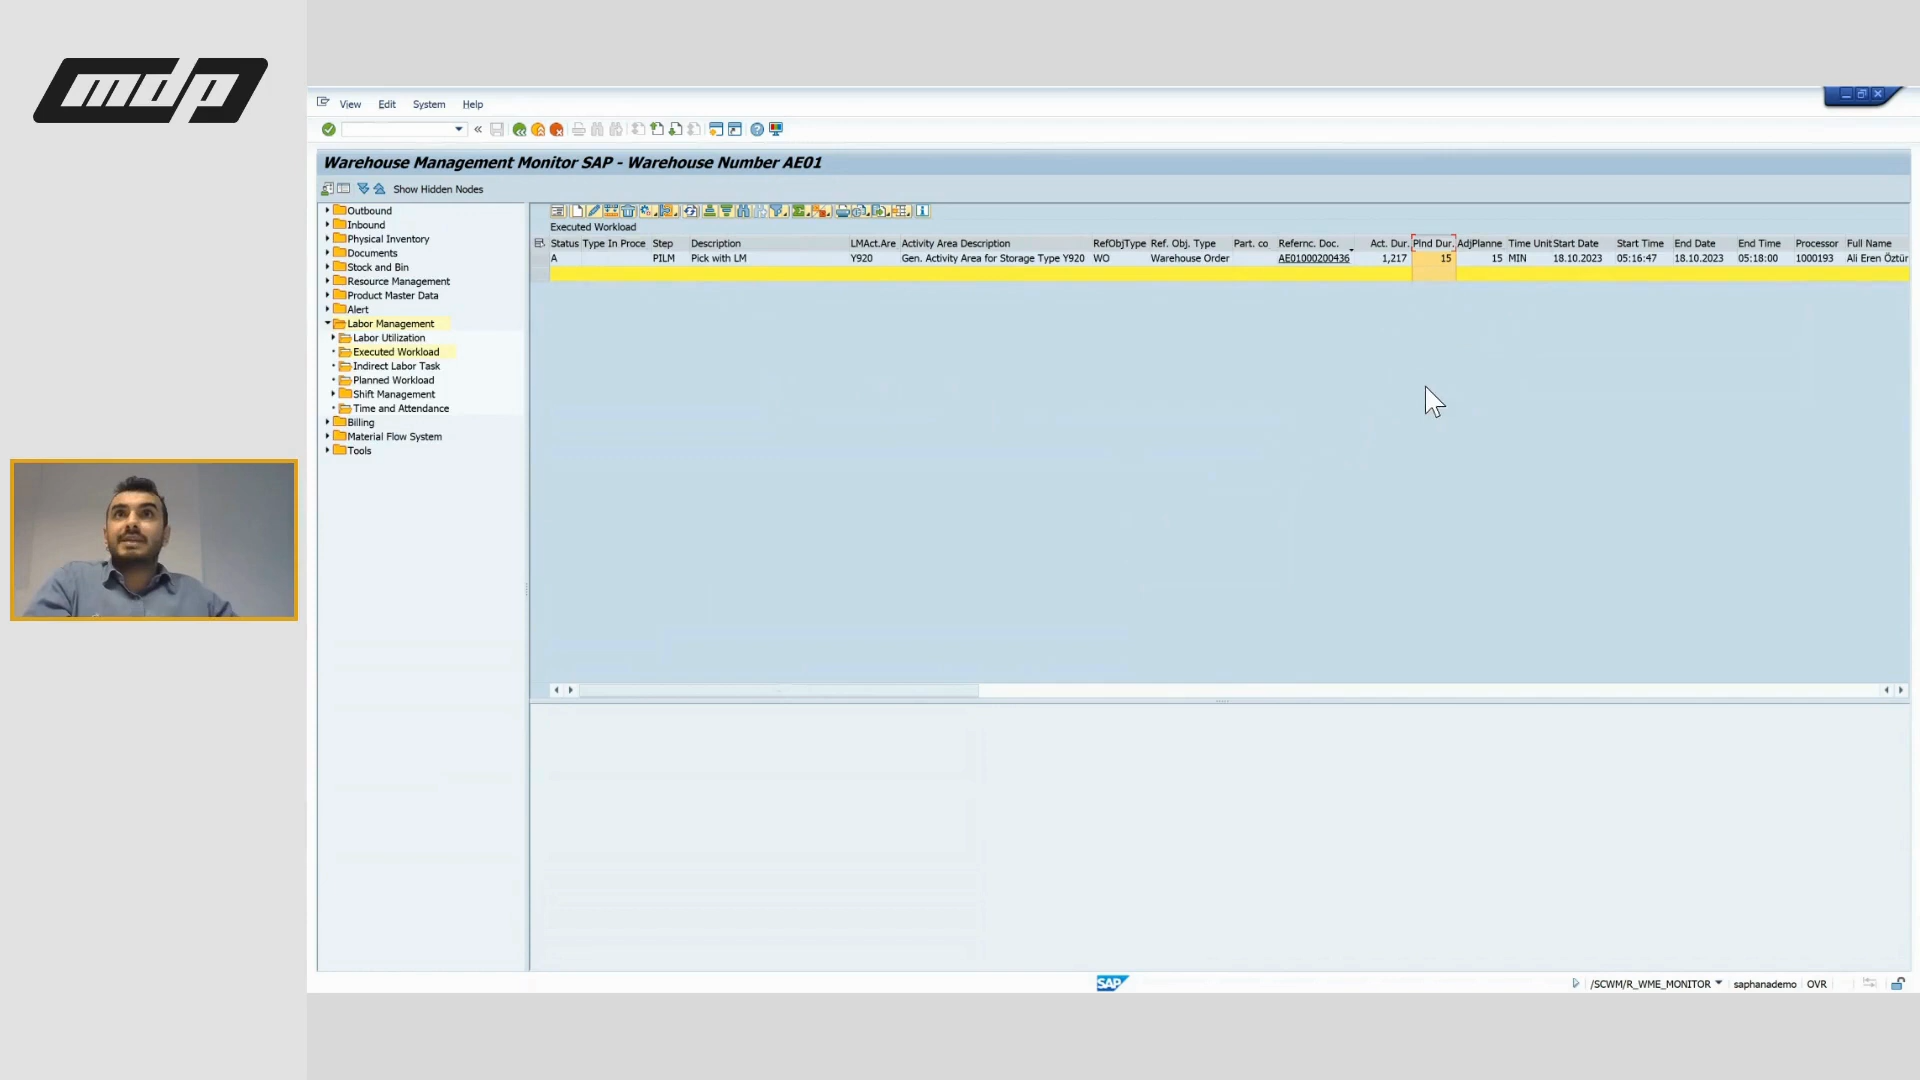 mdp
View Edit System Help
Warehouse Management Monitor SAP - Warehouse Number AE01
Show Hidden Nodes
Outbound
Inbound
Physical Inventory
Documents
Stock and Bin
Resource Management
Product Master Data
Alert
Labor Management
Labor Utilization
Executed Workload
Indirect Labor Task
Planned Workload
Shift Management
Time and Attendance
Billing
Material Flow System
Tools
Executed Workload
Status Type In Proce Step Description LMAct.Are Activity Area Description RefObjType Ref. Obj. Type Part. co Refernc. Doc. Act. Dur. Plnd Dur. AdjPlanne Time Unit Start Date Start Time End Date End Time Processor Full Name
A PILM Pick with LM Y920 Gen. Activity Area for Storage Type Y920 WO Warehouse Order AE01000200436 1,217 15 15 MIN 18.10.2023 05:16:47 18.10.2023 05:18:00 1000193 Ali Eren Öztür
SAP /SCWM/R_WME_MONITOR saphanademo OVR